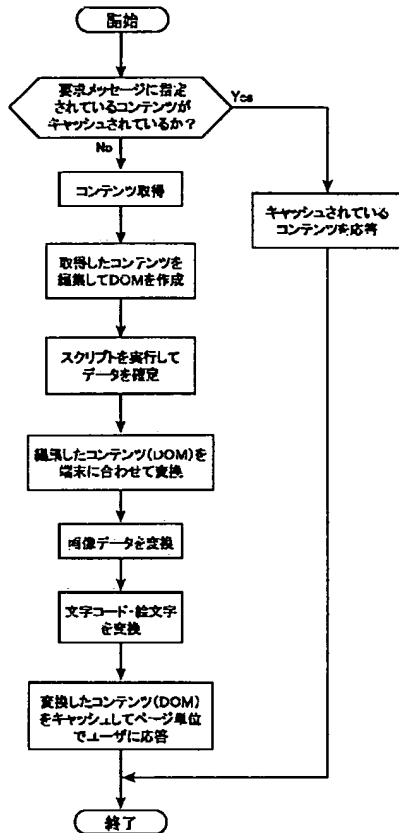 開始
要求メッセージに指定
されているコンテンツが
キャッシュされているか？
Yes
No
コンテンツ取得
キャッシュされている
コンテンツを応答
取得したコンテンツを
編集してDOMを作成
スクリプトを実行して
データを確定
編集したコンテンツ(DOM)を
端末に合わせて変換
画像データを変換
文字コード・絵文字
を変換
変換したコンテンツ(DOM)
をキャッシュしてページ単位
でユーザに応答
終了